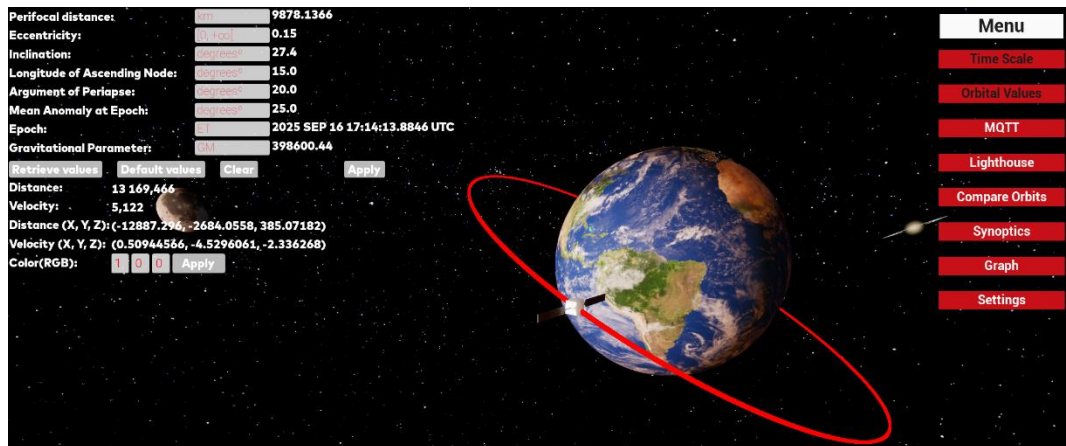 Perifocal distance: km 9878.1366
Eccentricity: [0, +∞[ 0.15
Inclination: degreesº 27.4
Longitude of Ascending Node: degreesº 15.0
Argument of Periapse: degreesº 20.0
Mean Anomaly at Epoch: degreesº 25.0
Epoch: ET 2025 SEP 16 17:14:13.8846 UTC
Gravitational Parameter: GM 398600.44
Retrieve values Default values Clear Apply
Distance: 13 169,466
Velocity: 5,122
Distance (X, Y, Z): (-12887.296, -2684.0558, 385.07182)
Velocity (X, Y, Z): (0.50944566, -4.5296061, -2.336268)
Color(RGB): 1 0 0 Apply
Menu
Time Scale
Orbital Values
MQTT
Lighthouse
Compare Orbits
Synoptics
Graph
Settings